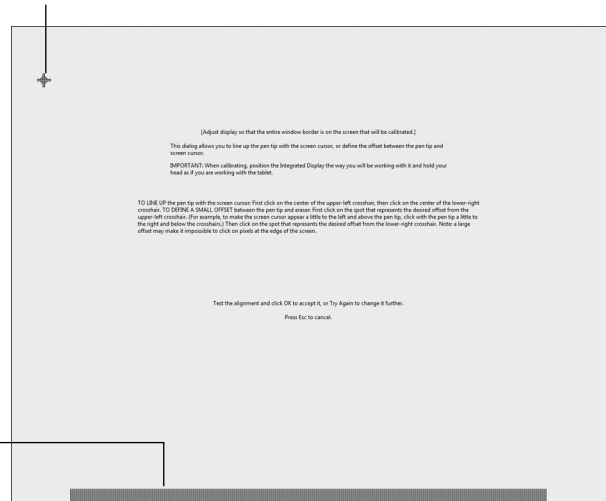 [Adjust display so that the entire window border is on the screen that will be calibrated.]
This dialog allows you to line up the pen tip with the screen cursor, or define the offset between the pen tip and
screen cursor.
IMPORTANT: When calibrating, position the Integrated Display the way you will be working with it and hold your
head as if you are working with the tablet.
TO LINE UP the pen tip with the screen cursor: First click on the center of the upper-left crosshair, then click on the center of the lower-right
crosshair. TO DEFINE A SMALL OFFSET between the pen tip and eraser: First click on the spot that represents the desired offset from the
upper-left crosshair. (For example, to make the screen cursor appear a little to the left and above the pen tip, click with the pen tip a little to
the right and below the crosshairs.) Then click on the spot that represents the desired offset from the lower-right crosshair. Note: a large
offset may make it impossible to click on pixels at the edge of the screen.
Test the alignment and click OK to accept it, or Try Again to change it further.
Press Esc to cancel.